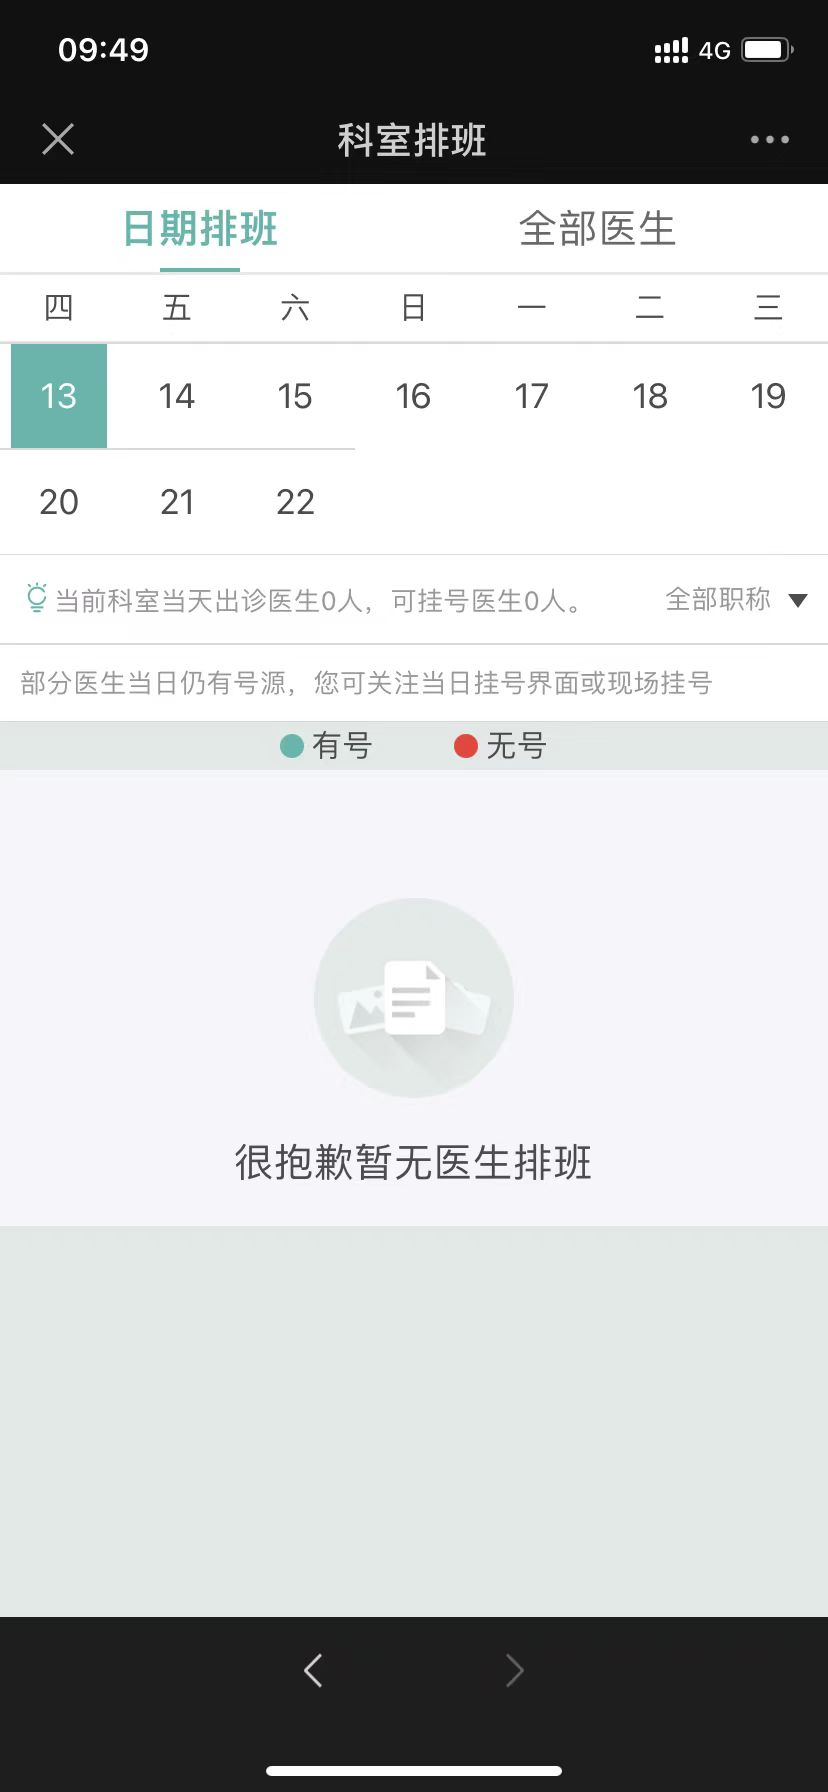 09:49 4G
科室排班
日期排班 全部医生
四 五 六 日 一 二 三
13 14 15 16 17 18 19
20 21 22
当前科室当天出诊医生0人，可挂号医生0人。 全部职称
部分医生当日仍有号源，您可关注当日挂号界面或现场挂号
有号 无号
很抱歉暂无医生排班